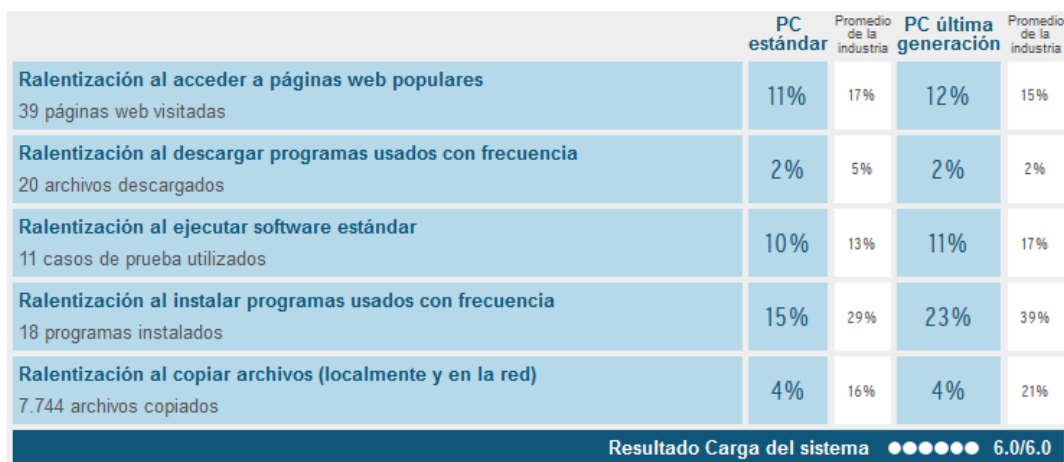 PC estándar
Promedio de la industria
PC última generación
Promedio de la industria
Ralentización al acceder a páginas web populares
39 páginas web visitadas
11% 17% 12% 15%
Ralentización al descargar programas usados con frecuencia
20 archivos descargados
2% 5% 2% 2%
Ralentización al ejecutar software estándar
11 casos de prueba utilizados
10% 13% 11% 17%
Ralentización al instalar programas usados con frecuencia
18 programas instalados
15% 29% 23% 39%
Ralentización al copiar archivos (localmente y en la red)
7.744 archivos copiados
4% 16% 4% 21%
Resultado Carga del sistema ●●●●●● 6.0/6.0